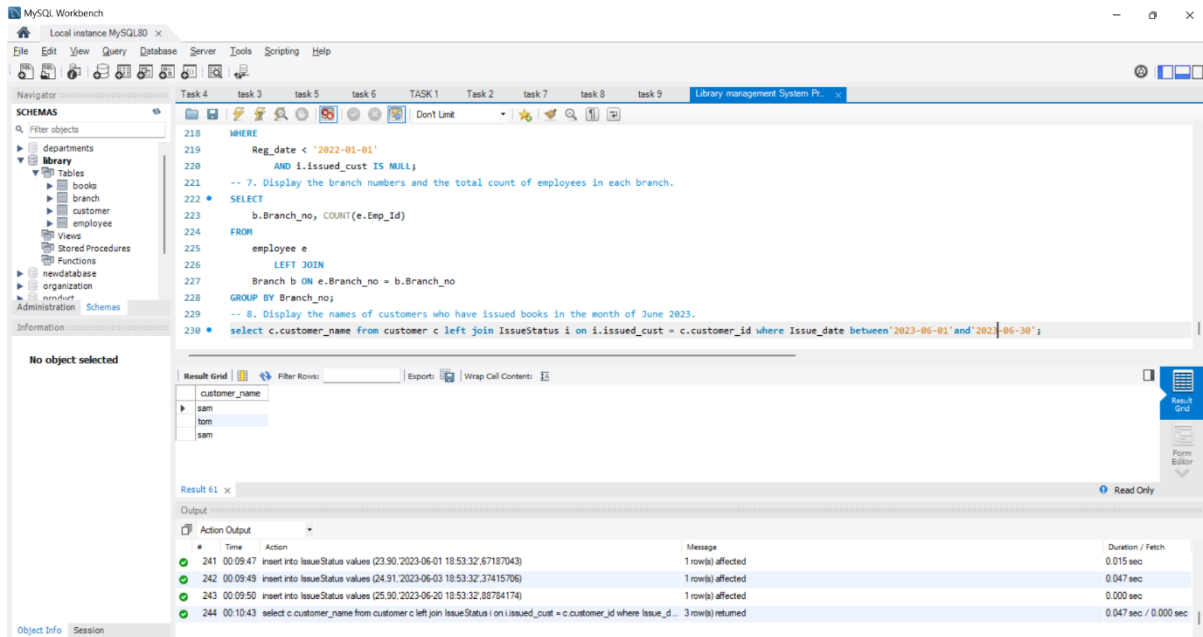 MySQL Workbench
Local instance MySQL80 ×
File Edit View Query Database Server Tools Scripting Help
Navigator
Task 4 task 3 task 5 task 6 TASK 1 Task 2 task 7 task 8 task 9 Library management System Pr... ×
SCHEMAS
Filter objects
departments
library
Tables
books
branch
customer
employee
Views
Stored Procedures
Functions
newdatabase
organization
product
Administration Schemas
Information
No object selected
Don't Limit
218 WHERE
219 Reg_date < '2022-01-01'
220 AND i.issued_cust IS NULL;
221 -- 7. Display the branch numbers and the total count of employees in each branch.
222 SELECT
223 b.Branch_no, COUNT(e.Emp_Id)
224 FROM
225 employee e
226 LEFT JOIN
227 Branch b ON e.Branch_no = b.Branch_no
228 GROUP BY Branch_no;
229 -- 8. Display the names of customers who have issued books in the month of June 2023.
230 select c.customer_name from customer c left join IssueStatus i on i.issued_cust = c.customer_id where Issue_date between'2023-06-01'and'2023-06-30';
Result Grid Filter Rows: Export: Wrap Cell Content:
customer_name
sam
tom
sam
Result Grid
Form Editor
Result 61 ×
Read Only
Output
Action Output
# Time Action Message Duration / Fetch
241 00:09:47 insert into IssueStatus values (23,90,'2023-06-01 18:53:32',67187043) 1 row(s) affected 0.015 sec
242 00:09:49 insert into IssueStatus values (24,91,'2023-06-03 18:53:32',37415706) 1 row(s) affected 0.047 sec
243 00:09:50 insert into IssueStatus values (25,90,'2023-06-20 18:53:32',88784174) 1 row(s) affected 0.000 sec
244 00:10:43 select c.customer_name from customer c left join IssueStatus i on i.issued_cust = c.customer_id where Issue_d... 3 row(s) returned 0.047 sec / 0.000 sec
Object Info Session